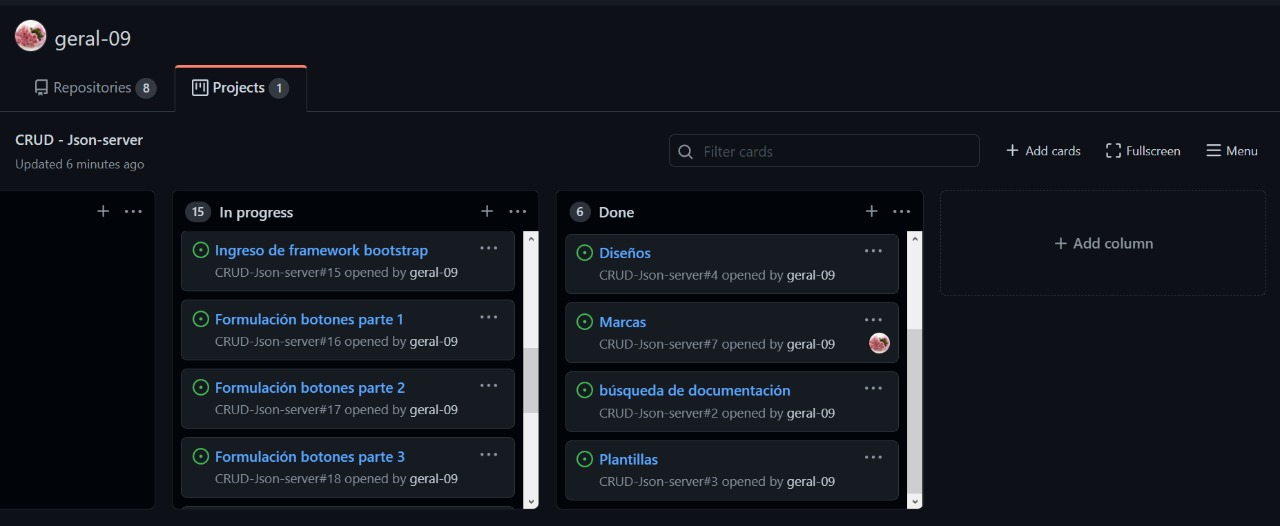 geral-09
Repositories 8
Projects 1
CRUD - Json-server
Updated 6 minutes ago
Filter cards
Add cards
Fullscreen
Menu
15 In progress
Ingreso de framework bootstrap
CRUD-Json-server#15 opened by geral-09
Formulación botones parte 1
CRUD-Json-server#16 opened by geral-09
Formulación botones parte 2
CRUD-Json-server#17 opened by geral-09
Formulación botones parte 3
CRUD-Json-server#18 opened by geral-09
6 Done
Diseños
CRUD-Json-server#4 opened by geral-09
Marcas
CRUD-Json-server#7 opened by geral-09
búsqueda de documentación
CRUD-Json-server#2 opened by geral-09
Plantillas
CRUD-Json-server#3 opened by geral-09
+ Add column